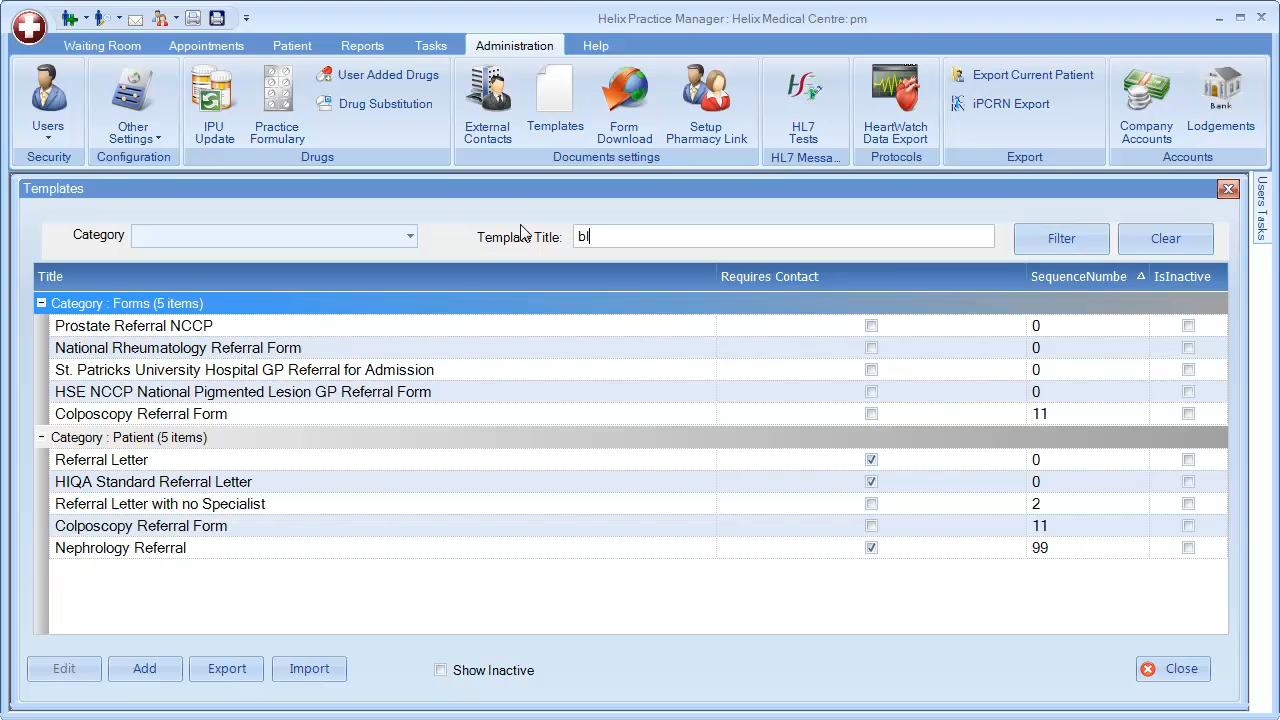 Helix Practice Manager : Helix Medical Centre: pm
Waiting Room Appointments Patient Reports Tasks Administration Help
Users
Security
Other Settings
Configuration
IPU Update
Practice Formulary
User Added Drugs
Drug Substitution
Drugs
External Contacts
Templates
Form Download
Setup Pharmacy Link
Documents settings
HL7 Tests
HL7 Messa...
HeartWatch Data Export
Protocols
Export Current Patient
iPCRN Export
Export
Company Accounts
Bank
Lodgements
Accounts
Users Tasks
Templates
Category Template Title: bl Filter Clear
Title Requires Contact SequenceNumbe IsInactive
Category : Forms (5 items)
Prostate Referral NCCP 0
National Rheumatology Referral Form 0
St. Patricks University Hospital GP Referral for Admission 0
HSE NCCP National Pigmented Lesion GP Referral Form 0
Colposcopy Referral Form 11
Category : Patient (5 items)
Referral Letter 0
HIQA Standard Referral Letter 0
Referral Letter with no Specialist 2
Colposcopy Referral Form 11
Nephrology Referral 99
Edit Add Export Import Show Inactive Close